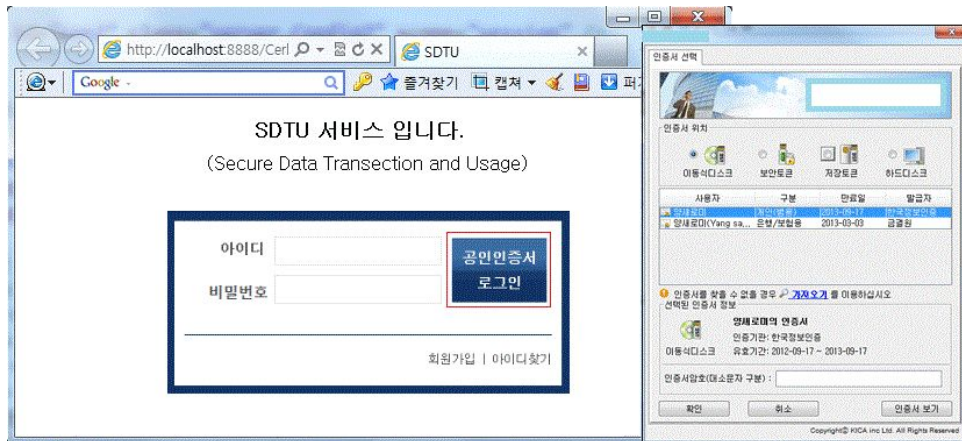 http://localhost:8888/Cerl
SDTU
Google
즐겨찾기
캡쳐
SDTU 서비스 입니다.
(Secure Data Transection and Usage)
아이디
비밀번호
공인인증서
로그인
회원가입 | 아이디찾기
인증서 선택
인증서 위치
이동식디스크
보안토큰
저장토큰
하드디스크
사용자 구분 만료일 발급자
양새로미 개인(범용) 2013-09-17 한국정보인증
양새로미(Yang sa... 은행/보험용 2013-03-03 금결원
인증서를 찾을 수 없을 경우 가져오기 를 이용하십시오
선택된 인증서 정보
양새로미의 인증서
인증기관: 한국정보인증
이동식디스크 유효기간: 2012-09-17 ~ 2013-09-17
인증서암호(대소문자 구분) :
확인
취소
인증서 보기
Copyright© KICA inc Ltd. All Rights Reserved